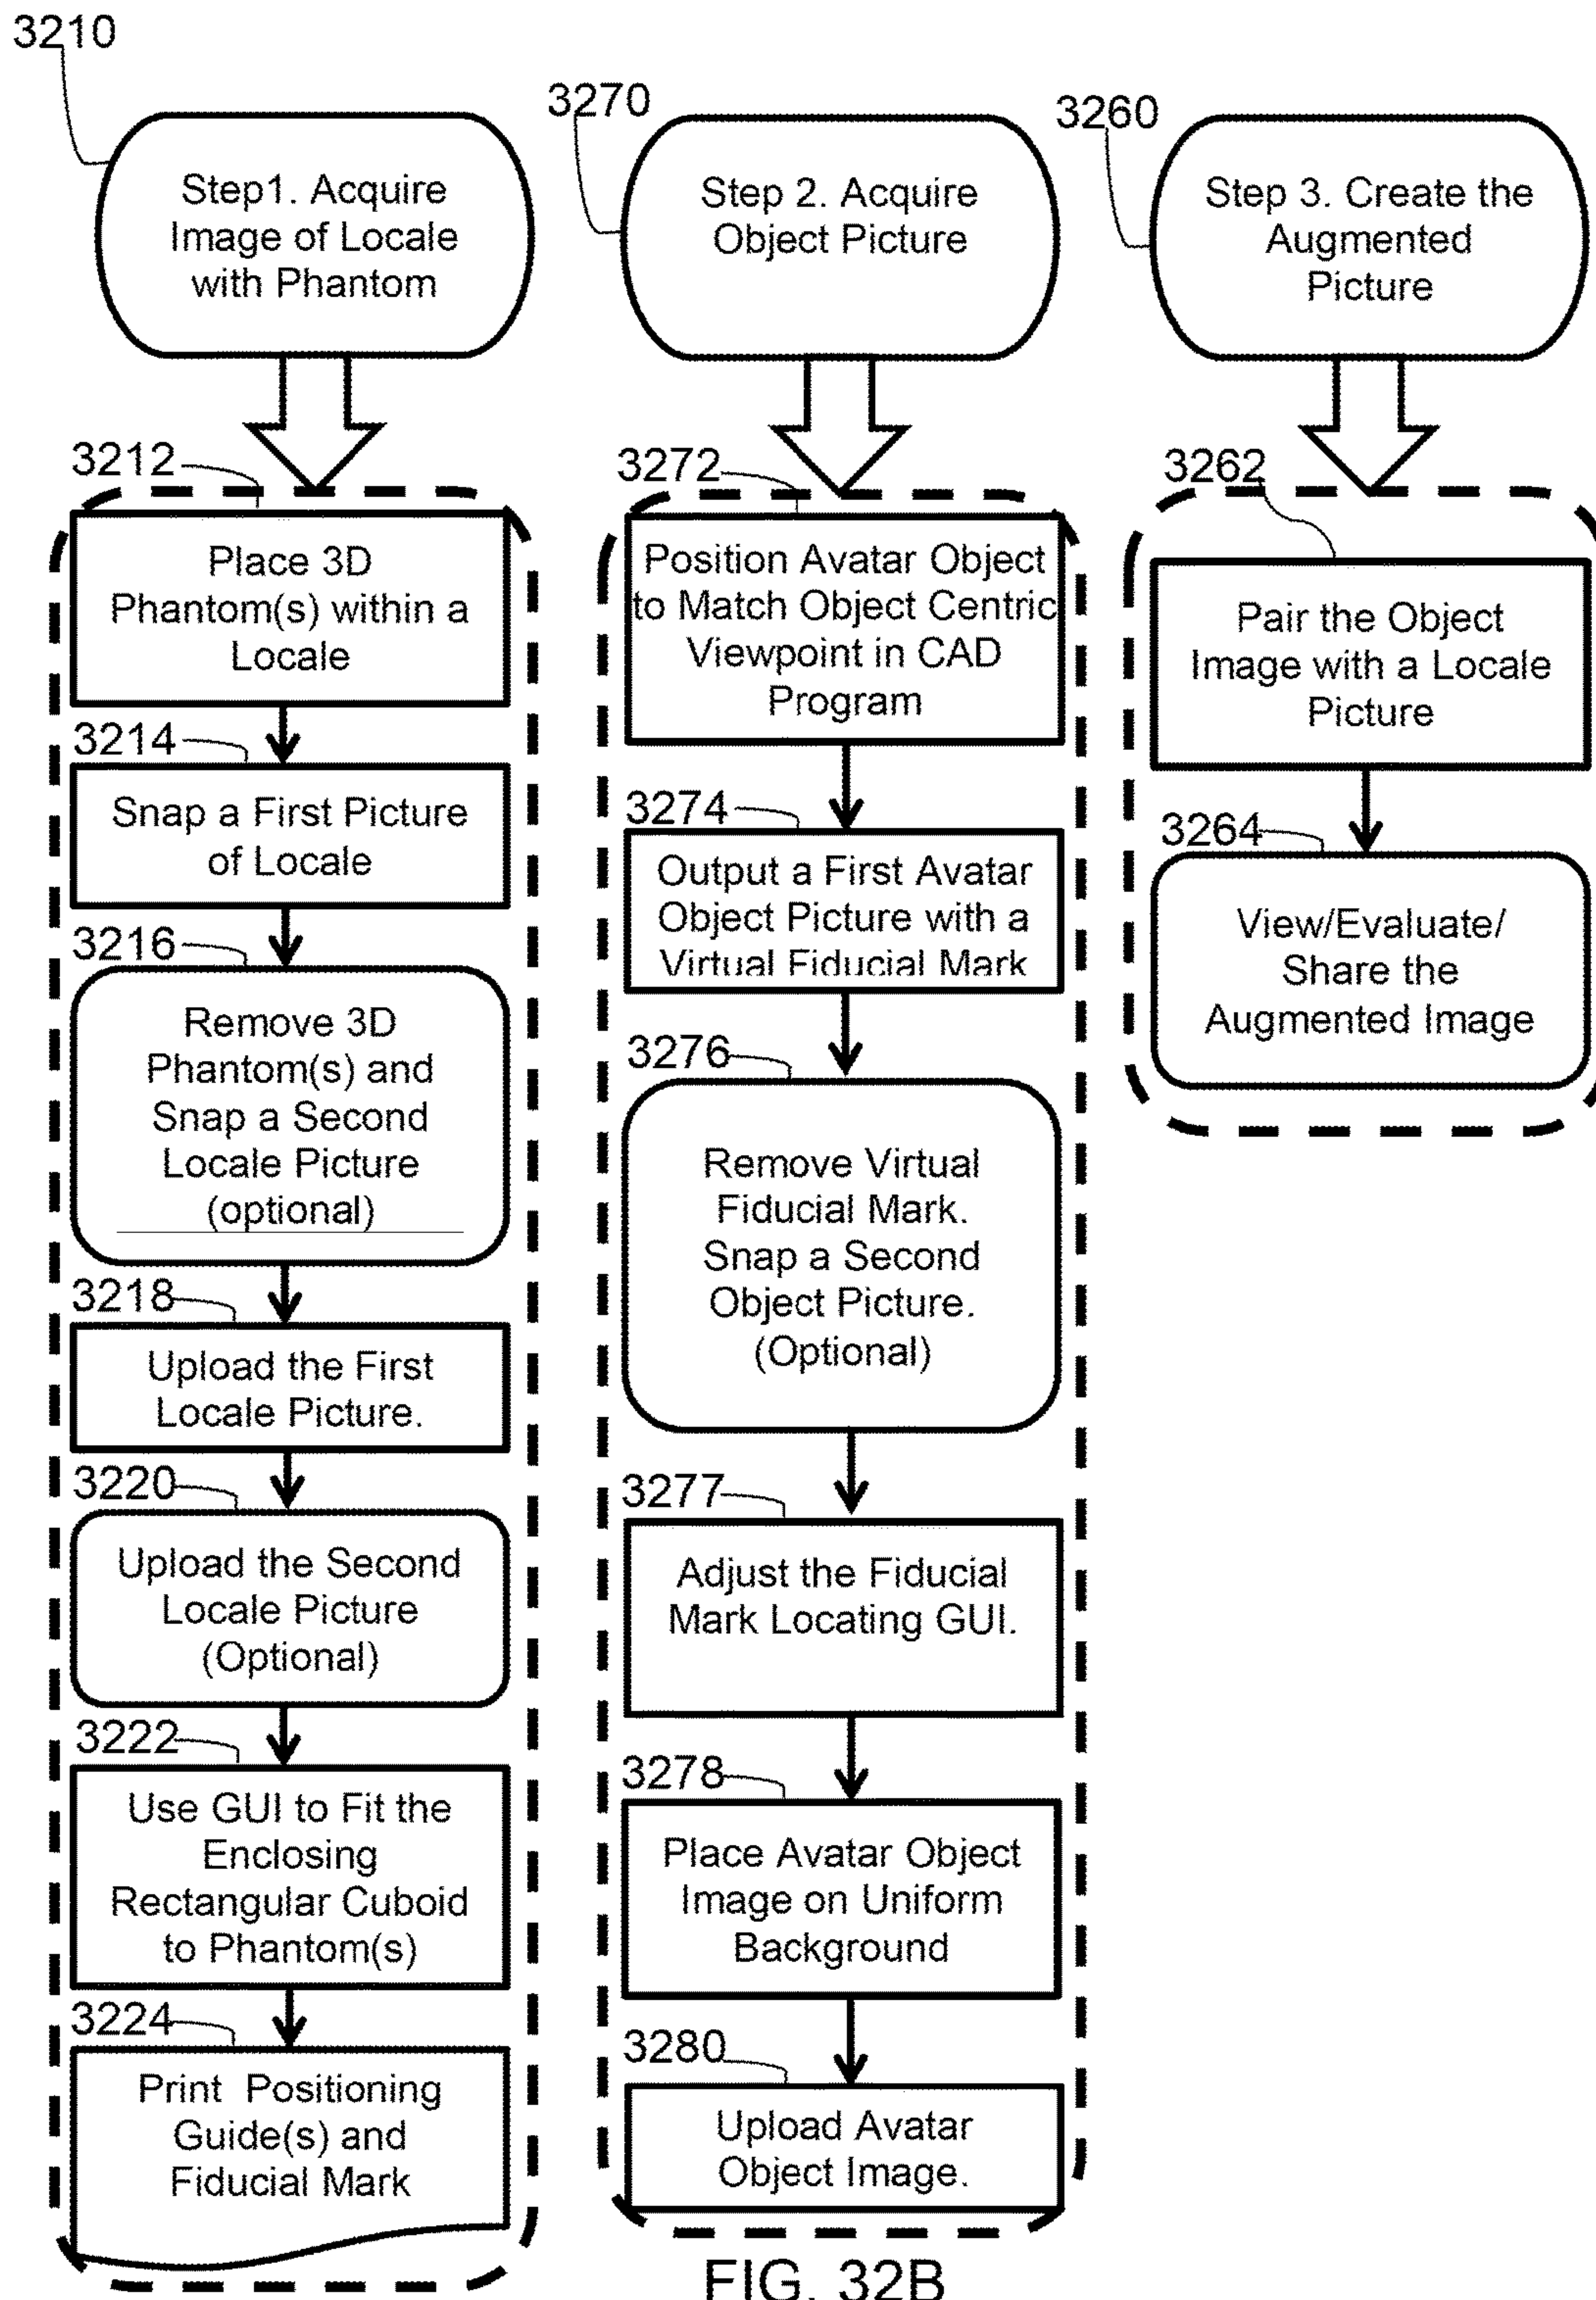 3210
Step1. Acquire
Image of Locale
with Phantom
3212
Place 3D
Phantom(s) within a
Locale
3214
Snap a First Picture
of Locale
3216
Remove 3D
Phantom(s) and
Snap a Second
Locale Picture
(optional)
3218
Upload the First
Locale Picture.
3220
Upload the Second
Locale Picture
(Optional)
3222
Use GUI to Fit the
Enclosing
Rectangular Cuboid
to Phantom(s)
3224
Print Positioning
Guide(s) and
Fiducial Mark
3270
Step 2. Acquire
Object Picture
3272
Position Avatar Object
to Match Object Centric
Viewpoint in CAD
Program
3274
Output a First Avatar
Object Picture with a
Virtual Fiducial Mark
3276
Remove Virtual
Fiducial Mark.
Snap a Second
Object Picture.
(Optional)
3277
Adjust the Fiducial
Mark Locating GUI.
3278
Place Avatar Object
Image on Uniform
Background
3280
Upload Avatar
Object Image.
3260
Step 3. Create the
Augmented
Picture
3262
Pair the Object
Image with a Locale
Picture
3264
View/Evaluate/
Share the
Augmented Image
FIG. 32B